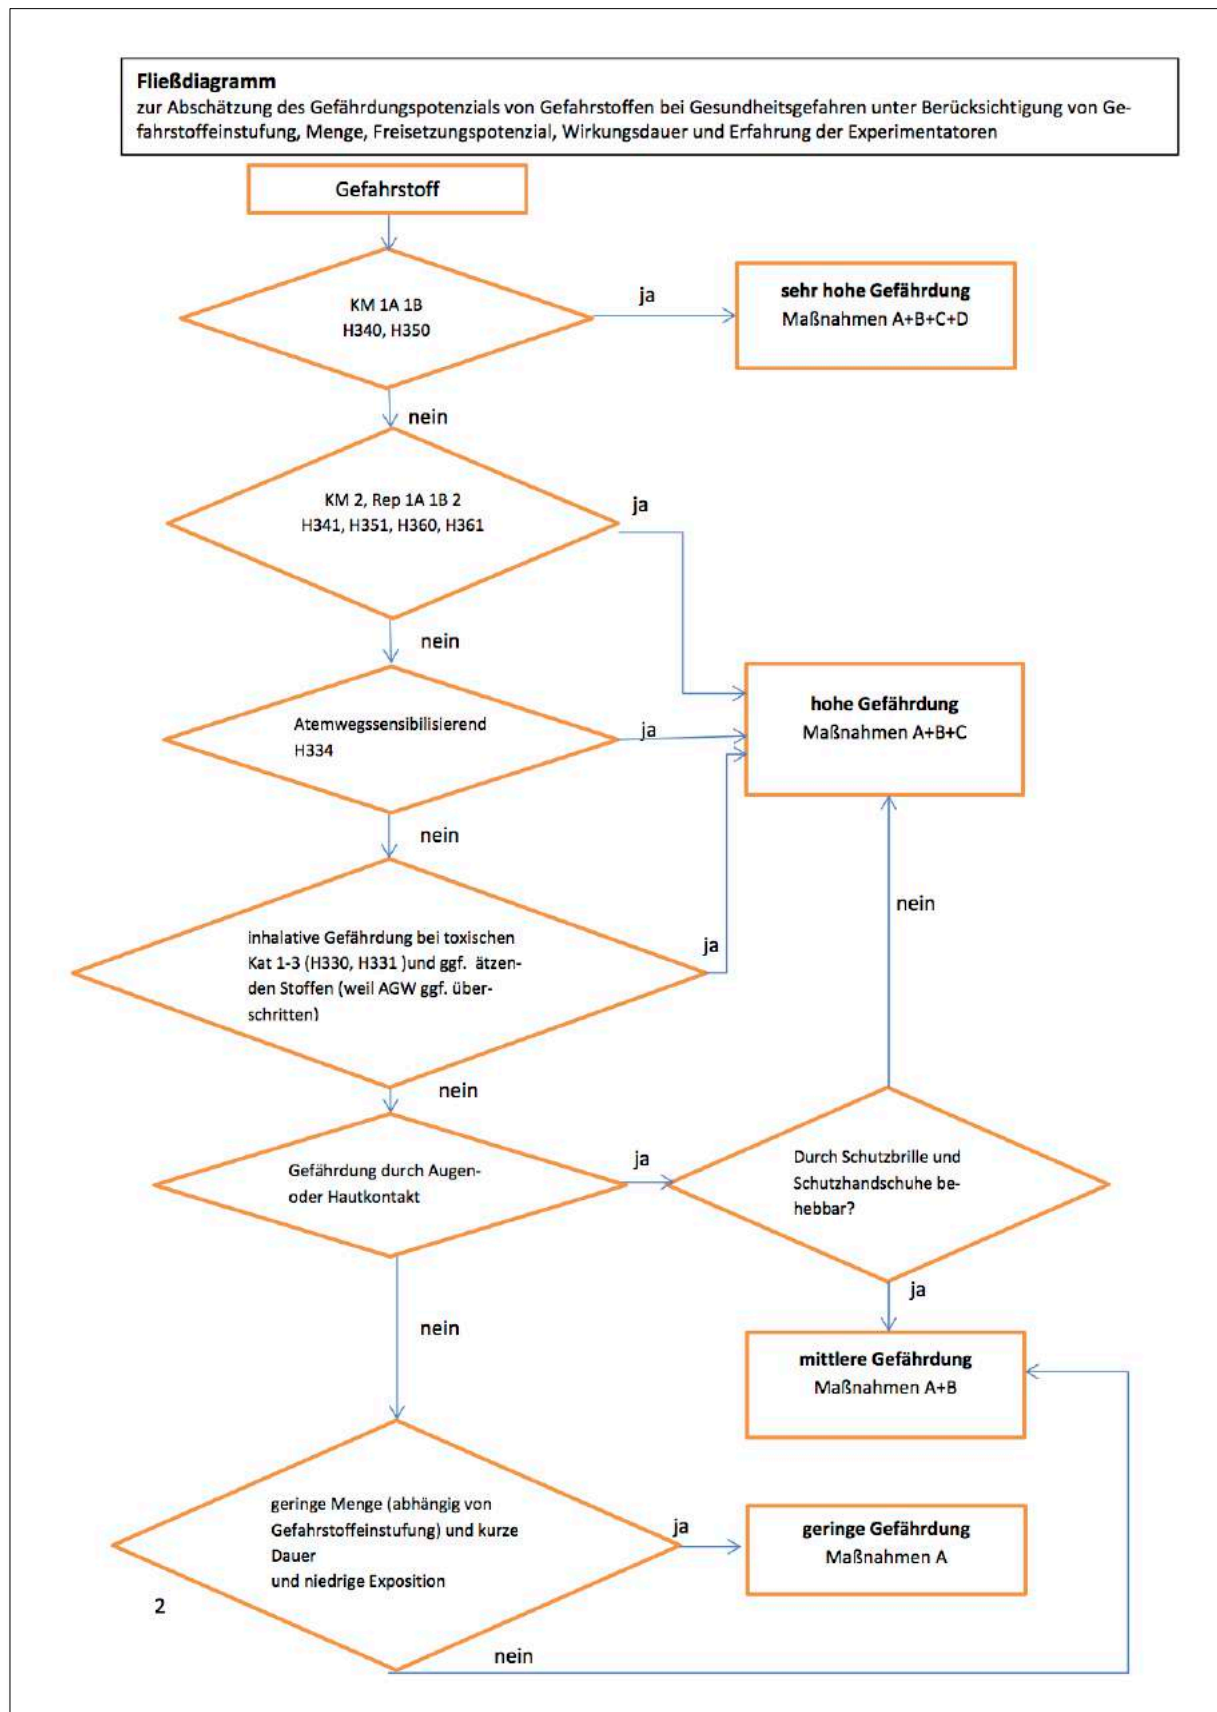 Fließdiagramm
zur Abschätzung des Gefährdungspotenzials von Gefahrstoffen bei Gesundheitsgefahren unter Berücksichtigung von Ge-
fahrstoffeinstufung, Menge, Freisetzungspotenzial, Wirkungsdauer und Erfahrung der Experimentatoren
Gefahrstoff
KM 1A 1B
H340, H350
ja
sehr hohe Gefährdung
Maßnahmen A+B+C+D
nein
KM 2, Rep 1A 1B 2
H341, H351, H360, H361
ja
nein
Atemwegssensibilisierend
H334
ja
hohe Gefährdung
Maßnahmen A+B+C
nein
inhalative Gefährdung bei toxischen
Kat 1-3 (H330, H331 )und ggf. ätzen-
den Stoffen (weil AGW ggf. über-
schritten)
ja
nein
nein
Gefährdung durch Augen-
oder Hautkontakt
ja
Durch Schutzbrille und
Schutzhandschuhe be-
hebbar?
ja
nein
mittlere Gefährdung
Maßnahmen A+B
geringe Menge (abhängig von
Gefahrstoffeinstufung) und kurze
Dauer
und niedrige Exposition
ja
geringe Gefährdung
Maßnahmen A
2
nein